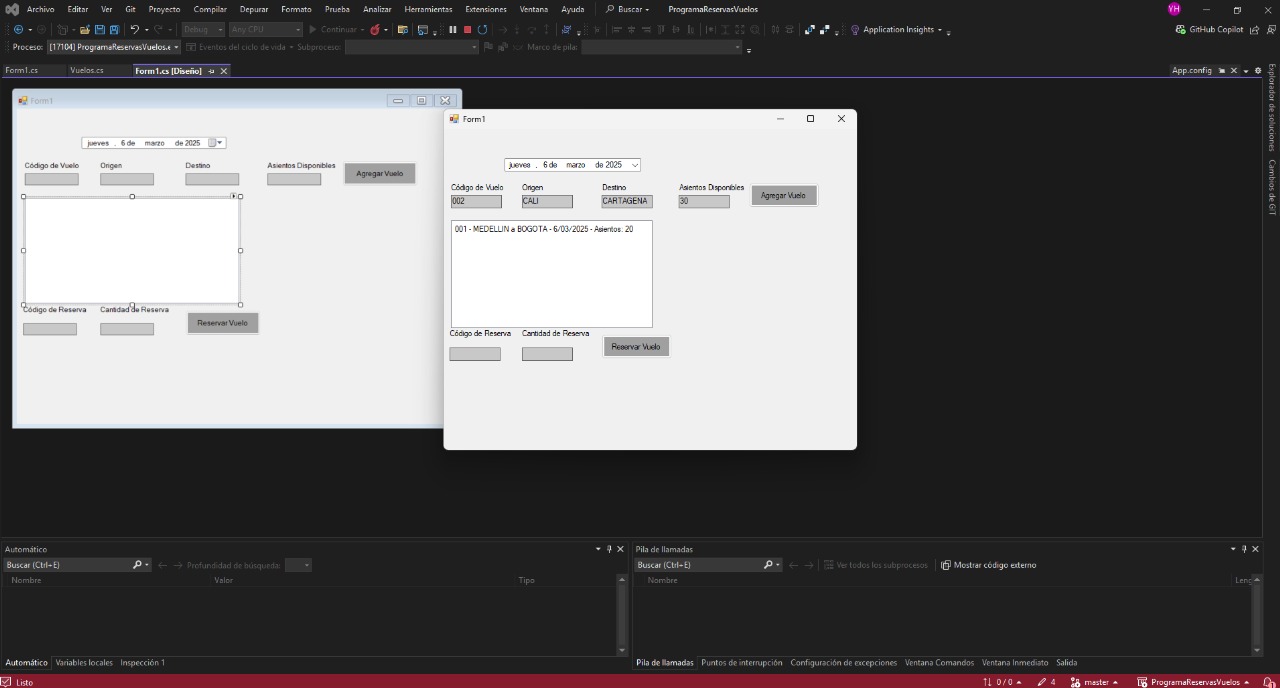 Archivo Editar Ver Git Proyecto Compilar Depurar Formato Prueba Analizar Herramientas Extensiones Ventana Ayuda Buscar ProgramaReservasVuelos YH
Debug Any CPU Continuar Application Insights GitHub Copilot
Proceso: [17104] ProgramaReservasVuelos.e Eventos del ciclo de vida Subproceso: Marco de pila:
Form1.cs Vuelos.cs Form1.cs [Diseño] App.config
Explorador de soluciones
Cambios de GIT
Form1
jueves , 6 de marzo de 2025
Código de Vuelo Origen Destino Asientos Disponibles
Agregar Vuelo
Código de Reserva Cantidad de Reserva
Reservar Vuelo
Form1
jueves , 6 de marzo de 2025
Código de Vuelo Origen Destino Asientos Disponibles
002 CALI CARTAGENA 30 Agregar Vuelo
001 - MEDELLIN a BOGOTA - 6/03/2025 - Asientos: 20
Código de Reserva Cantidad de Reserva
Reservar Vuelo
Automático
Buscar (Ctrl+E) Profundidad de búsqueda:
Nombre Valor Tipo
Automático Variables locales Inspección 1
Pila de llamadas
Buscar (Ctrl+E) Ver todos los subprocesos Mostrar código externo
Nombre Leng
Pila de llamadas Puntos de interrupción Configuración de excepciones Ventana Comandos Ventana Inmediato Salida
Listo 0 / 0 4 master ProgramaReservasVuelos